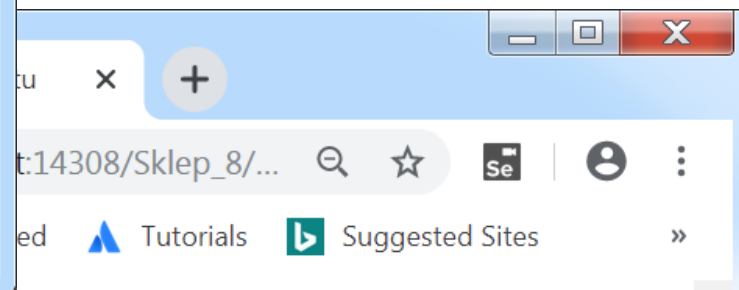 tu
t:14308/Sklep_8/...
Se
ed Tutorials Suggested Sites »